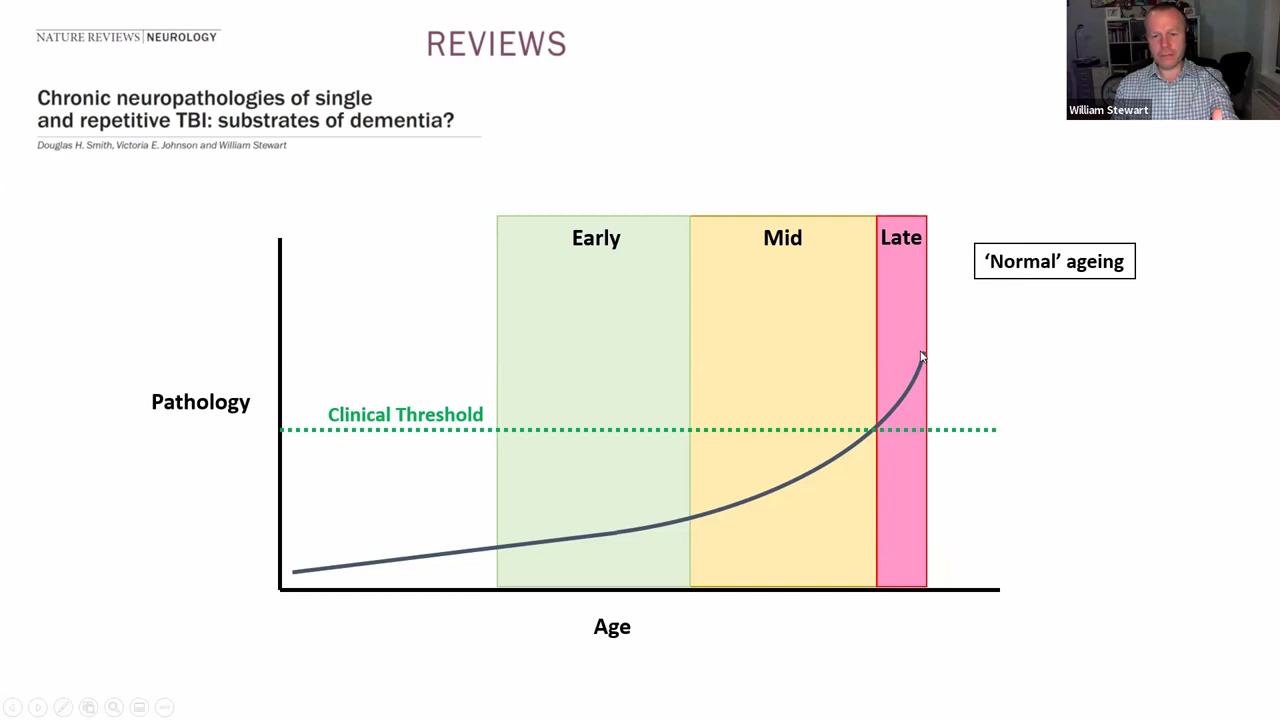 NATURE REVIEWS | NEUROLOGY
REVIEWS
William Stewart
Chronic neuropathologies of single
and repetitive TBI: substrates of dementia?
Douglas H. Smith, Victoria E. Johnson and William Stewart
Early
Mid
Late
‘Normal’ ageing
Pathology
Clinical Threshold
Age